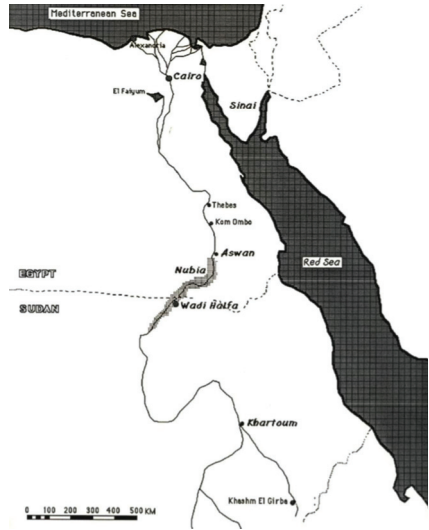 Mediterranean Sea
Alexandria
Cairo
El Faiyum
Sinai
Thebes
Kom Ombo
Aswan
Nubia
Red Sea
EGYPT
SUDAN
Wadi Halfa
Khartoum
Khashm El Girba
0 100 200 300 400 500 KM